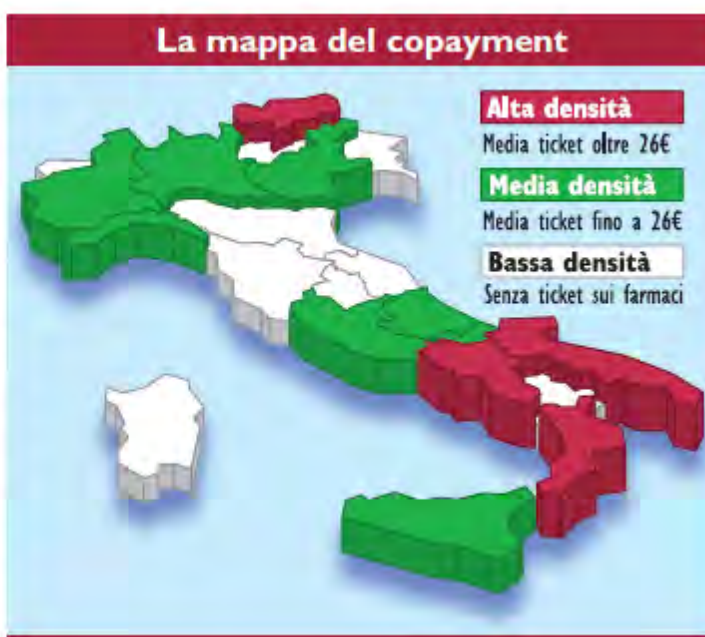 La mappa del copayment
Alta densità
Media ticket oltre 26€
Media densità
Media ticket fino a 26€
Bassa densità
Senza ticket sui farmaci